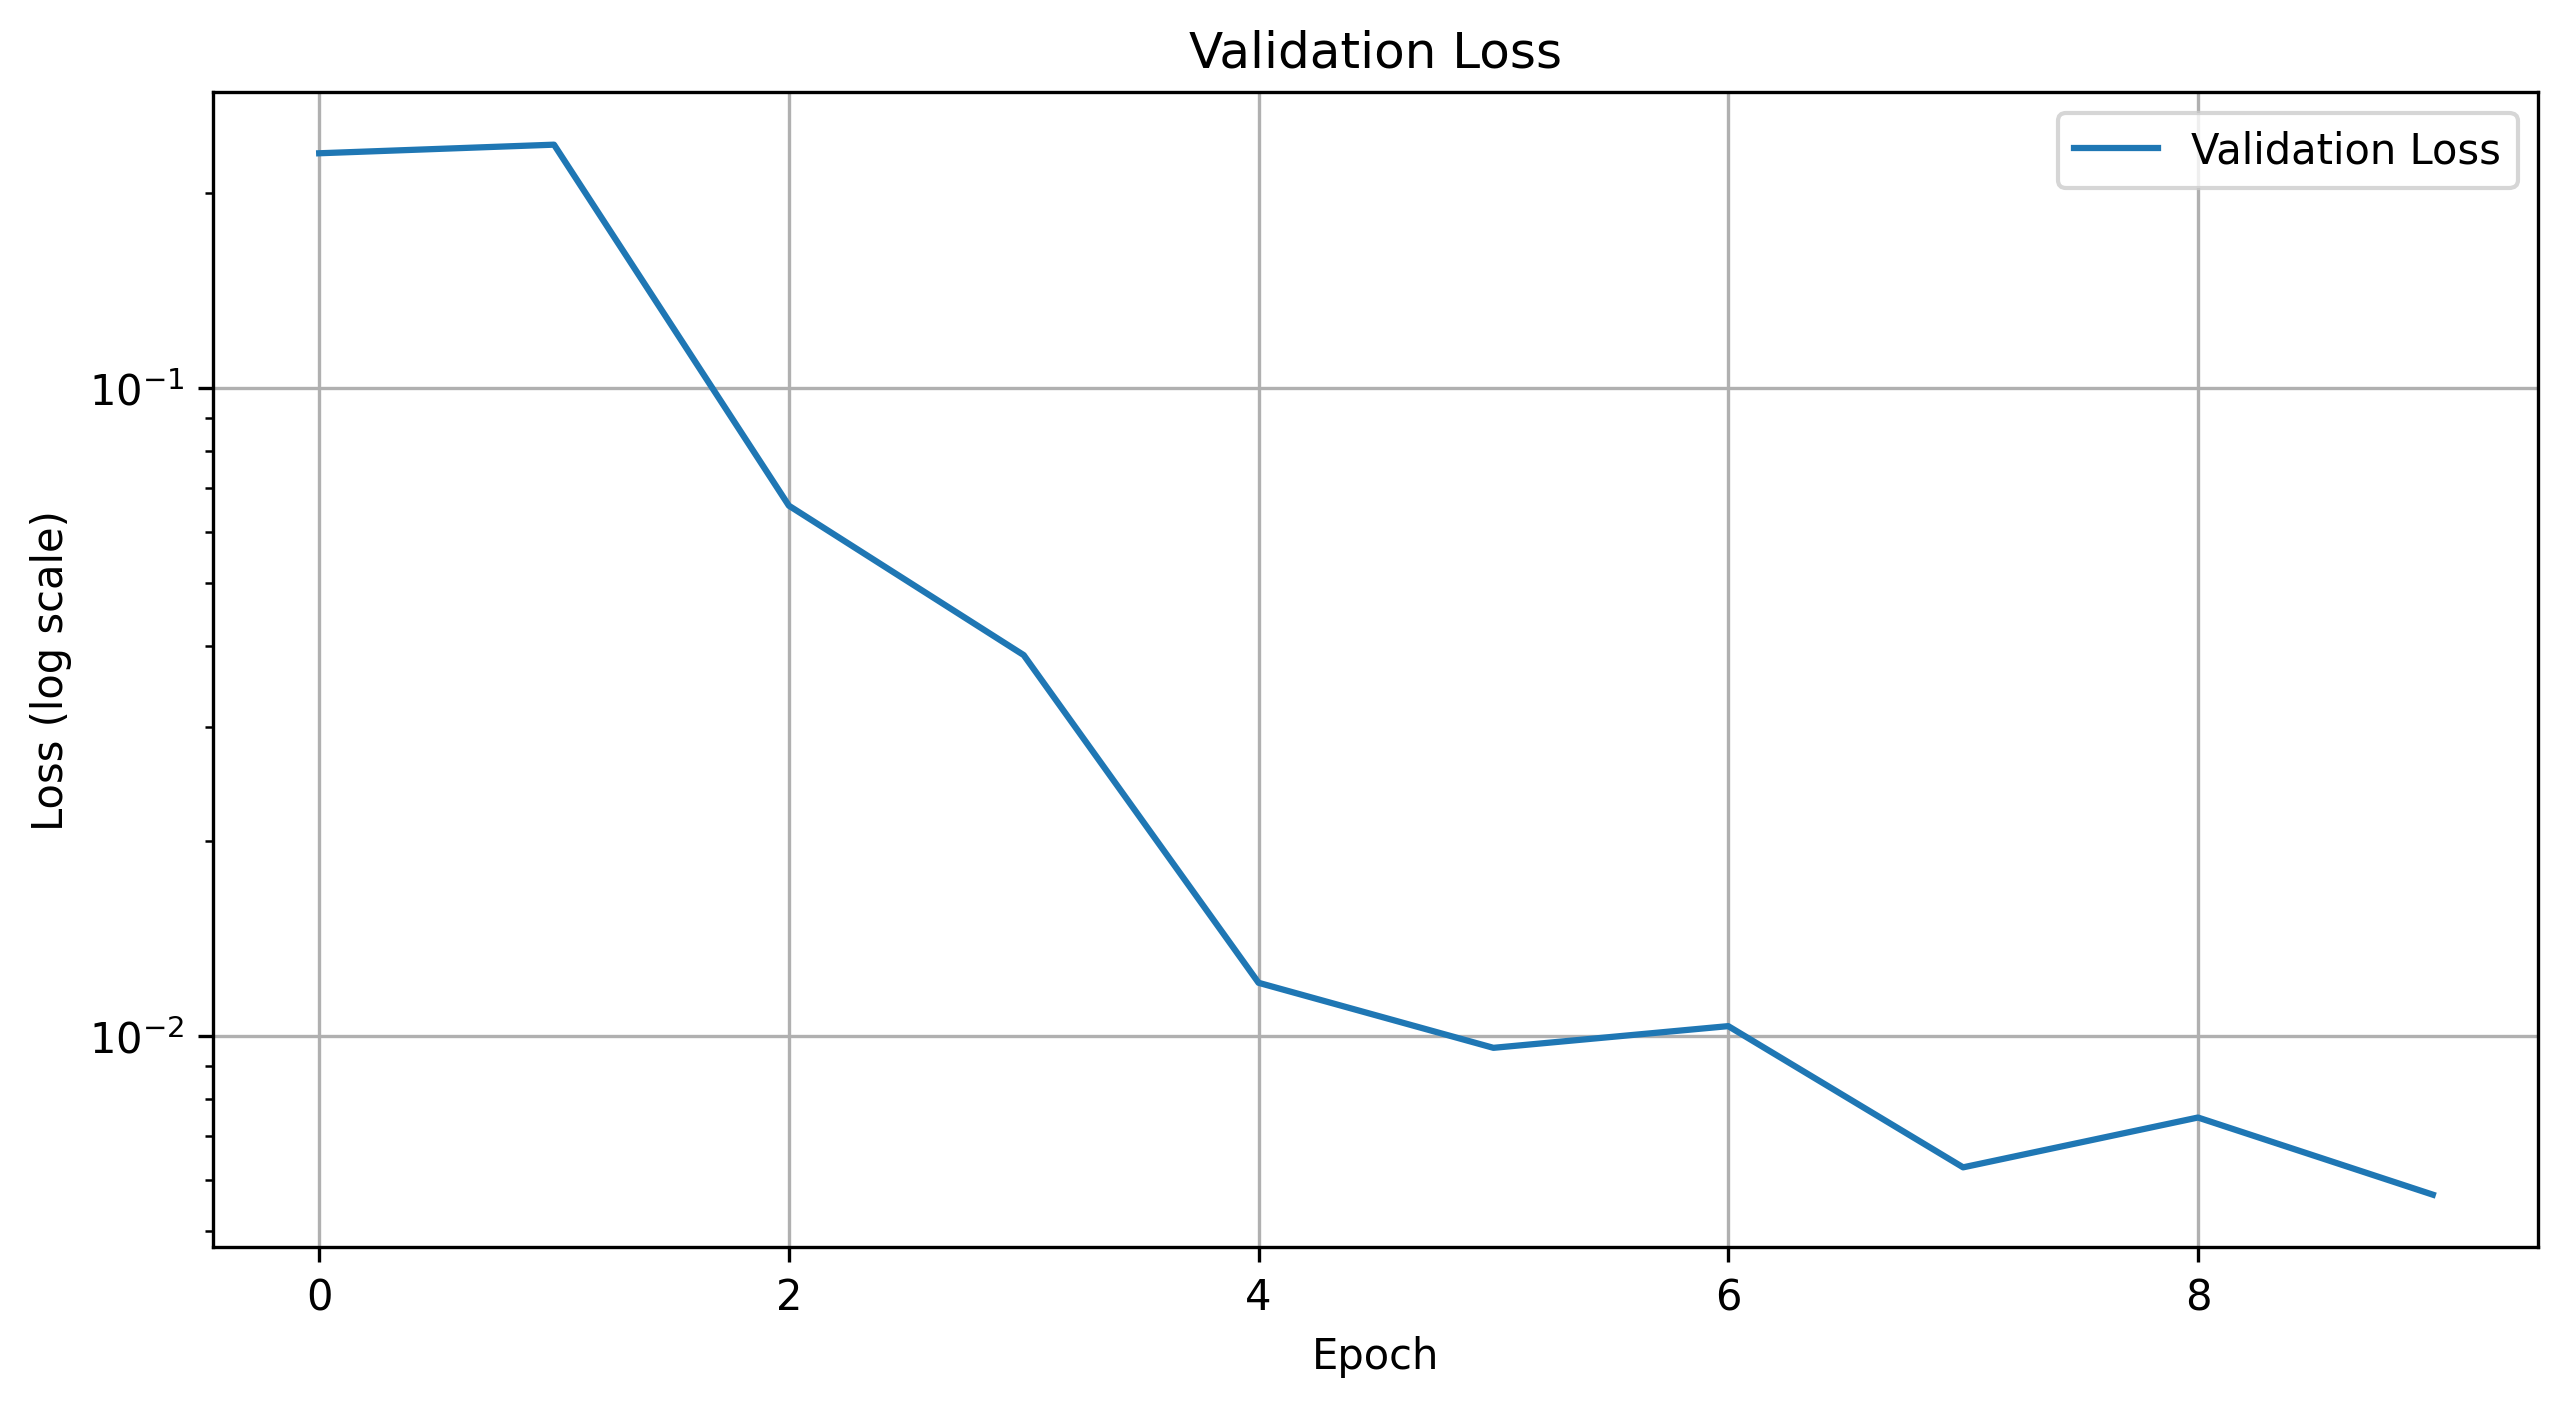 Validation Loss
Validation Loss
10⁻¹
10⁻²
Loss (log scale)
0 2 4 6 8
Epoch